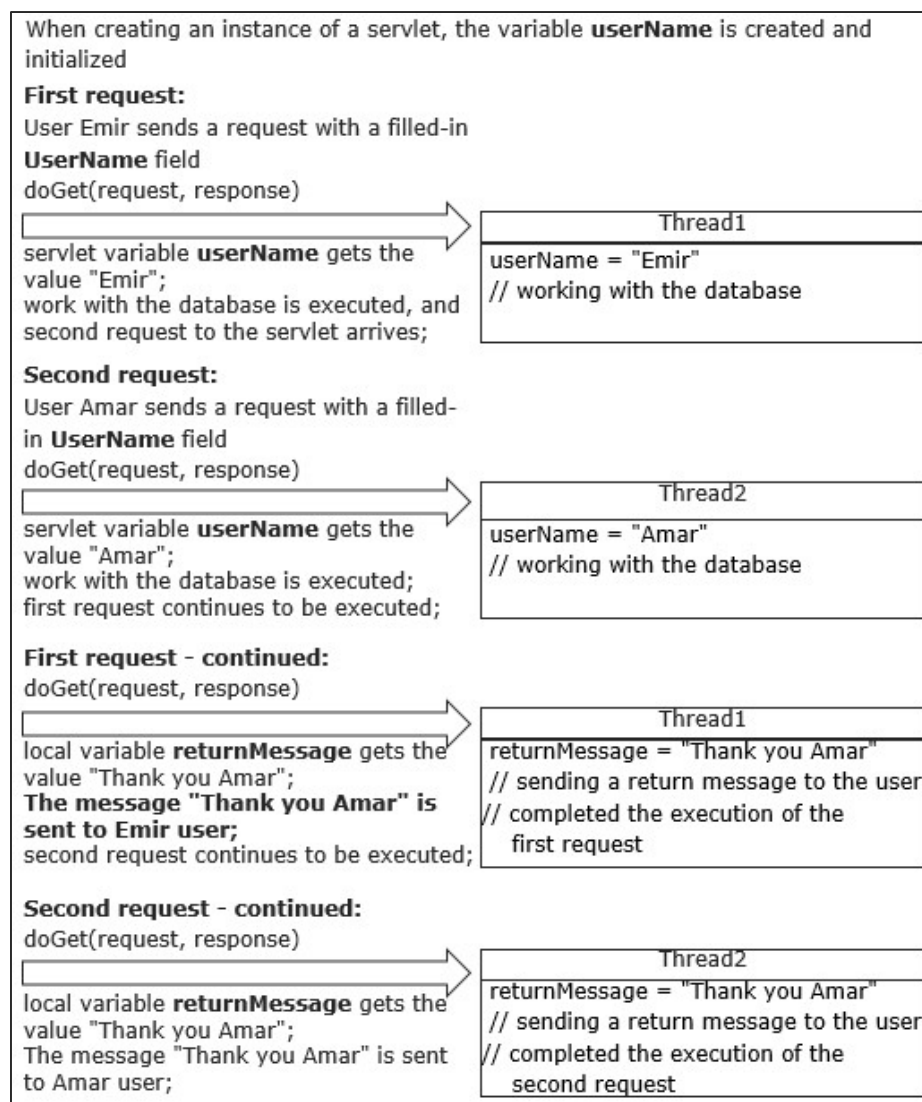 When creating an instance of a servlet, the variable userName is created and
initialized
First request:
User Emir sends a request with a filled-in
UserName field
doGet(request, response)
Thread1
servlet variable userName gets the
value "Emir";
work with the database is executed, and
second request to the servlet arrives;
userName = "Emir"
// working with the database
Second request:
User Amar sends a request with a filled-
in UserName field
doGet(request, response)
Thread2
servlet variable userName gets the
value "Amar";
work with the database is executed;
first request continues to be executed;
userName = "Amar"
// working with the database
First request - continued:
doGet(request, response)
Thread1
local variable returnMessage gets the
value "Thank you Amar";
The message "Thank you Amar" is
sent to Emir user;
second request continues to be executed;
returnMessage = "Thank you Amar"
// sending a return message to the user
// completed the execution of the
first request
Second request - continued:
doGet(request, response)
Thread2
local variable returnMessage gets the
value "Thank you Amar";
The message "Thank you Amar" is sent
to Amar user;
returnMessage = "Thank you Amar"
// sending a return message to the user
// completed the execution of the
second request